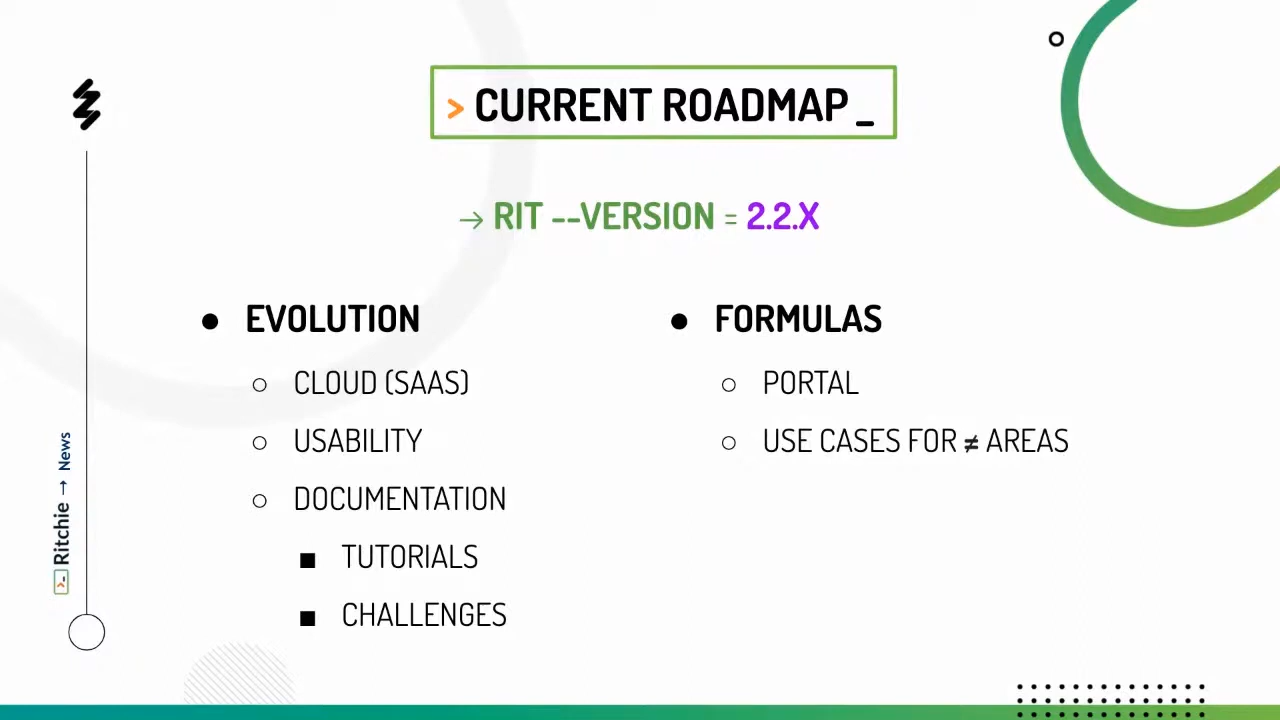 > CURRENT ROADMAP_
→ RIT --VERSION = 2.2.X
● EVOLUTION
○ CLOUD (SAAS)
○ USABILITY
○ DOCUMENTATION
■ TUTORIALS
■ CHALLENGES
● FORMULAS
○ PORTAL
○ USE CASES FOR ≠ AREAS
>_ Ritchie → News